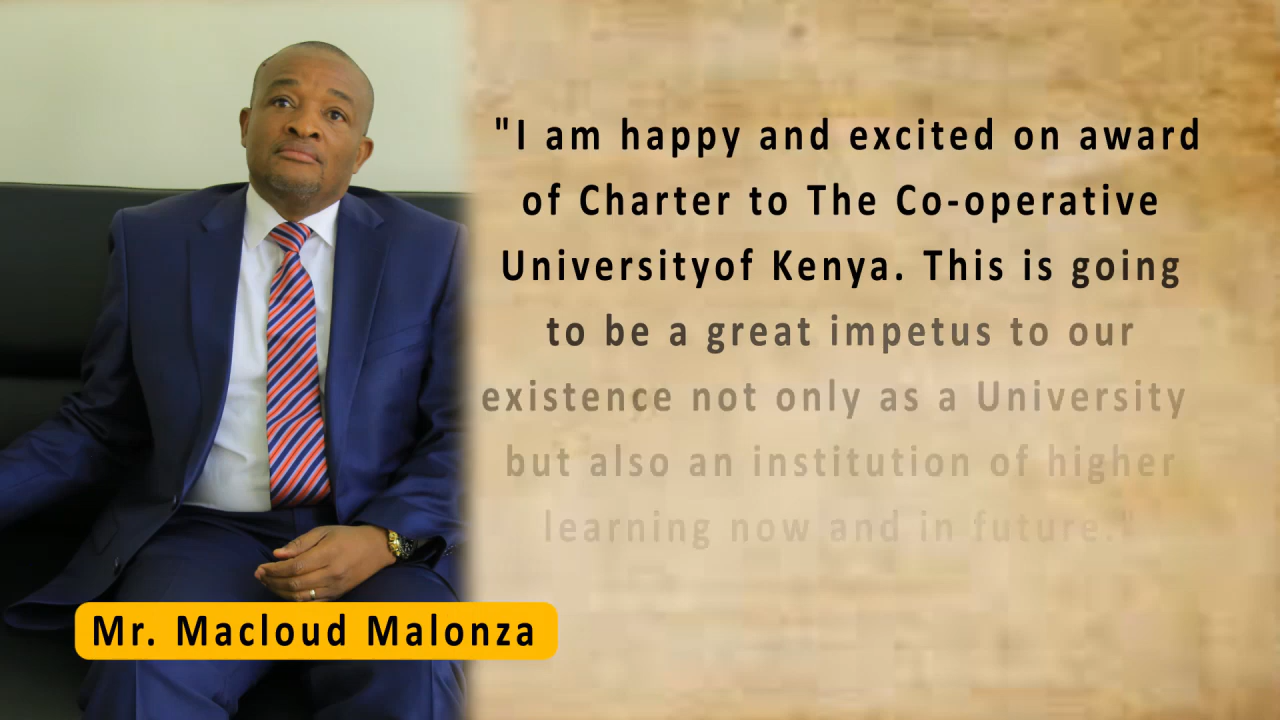 "I am happy and excited on award
of Charter to The Co-operative
Universityof Kenya. This is going
to be a great impetus to our
existence not only as a University
but also an institution of higher
learning now and in future."
Mr. Macloud Malonza